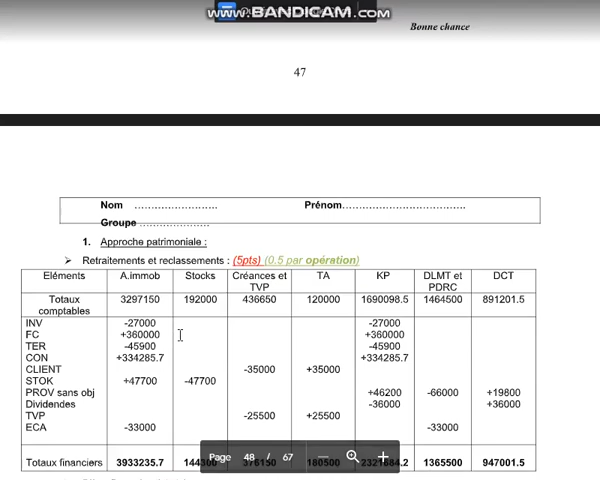 www.BANDICAM.com
Bonne chance
47
Nom ........................ Prénom....................................
Groupe ....................
1. Approche patrimoniale :
➤ Retraitements et reclassements : (5pts) (0.5 par opération)
Eléments A.immob Stocks Créances et TVP TA KP DLMT et PDRC DCT
Totaux comptables 3297150 192000 436650 120000 1690098.5 1464500 891201.5
INV -27000 -27000
FC +360000 +360000
TER -45900 -45900
CON +334285.7 +334285.7
CLIENT -35000 +35000
STOK +47700 -47700
PROV sans obj +46200 -66000 +19800
Dividendes -36000 +36000
TVP -25500 +25500
ECA -33000 -33000
Totaux financiers 3933235.7 144300 376150 180500 2321684.2 1365500 947001.5
Page 48 / 67